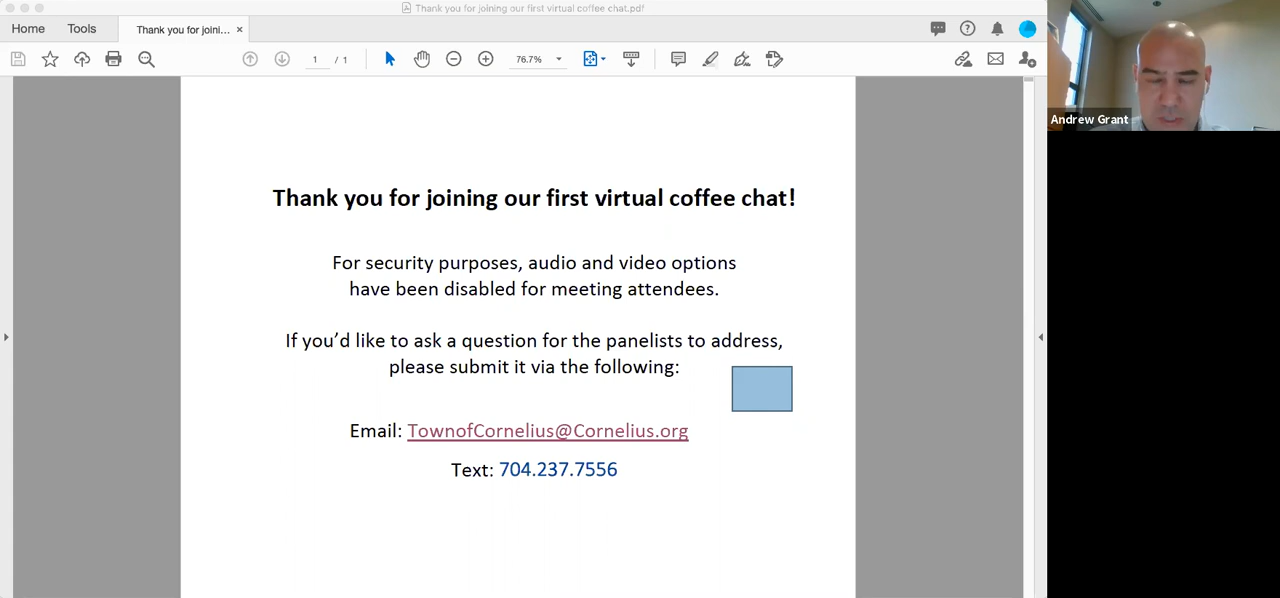 Thank you for joining our first virtual coffee chat.pdf
Home Tools Thank you for joini... ×
1 / 1 76.7%
Andrew Grant
Thank you for joining our first virtual coffee chat!
For security purposes, audio and video options
have been disabled for meeting attendees.
If you’d like to ask a question for the panelists to address,
please submit it via the following:
Email: TownofCornelius@Cornelius.org
Text: 704.237.7556